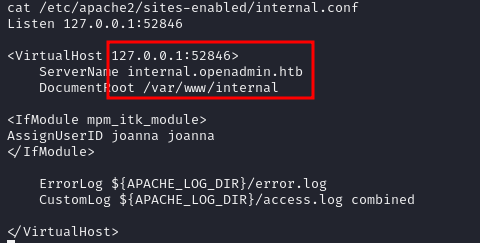 cat /etc/apache2/sites-enabled/internal.conf
Listen 127.0.0.1:52846
<VirtualHost 127.0.0.1:52846>
ServerName internal.openadmin.htb
DocumentRoot /var/www/internal
<IfModule mpm_itk_module>
AssignUserID joanna joanna
</IfModule>
ErrorLog ${APACHE_LOG_DIR}/error.log
CustomLog ${APACHE_LOG_DIR}/access.log combined
</VirtualHost>